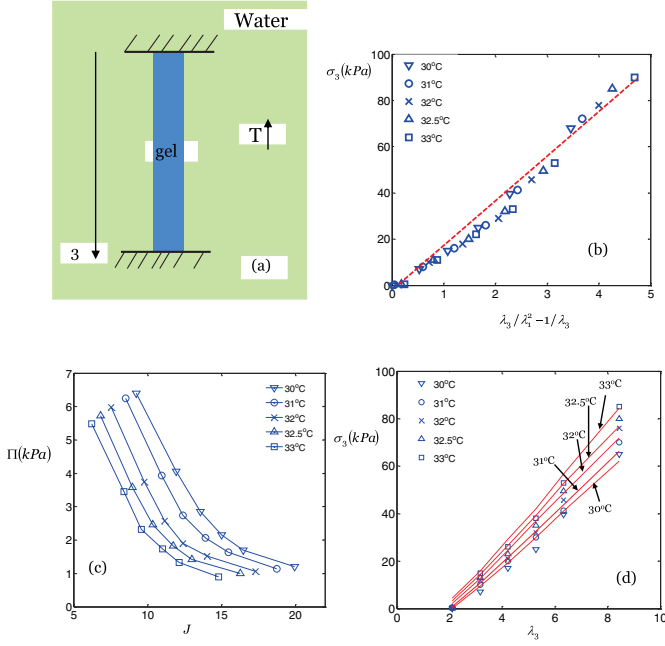 Water
T
gel
3
(a)
σ₃(kPa)
100
80
60
40
20
0
0 1 2 3 4 5
30°C
31°C
32°C
32.5°C
33°C
(b)
λ₃/λ₁²−1/λ₃
7
6
5
4
3
2
1
0
Π(kPa)
30°C
31°C
32°C
32.5°C
33°C
(c)
5 10 15 20
J
σ₃(kPa)
100
80
60
40
20
0
30°C
31°C
32°C
32.5°C
33°C
33°C
32.5°C
32°C
31°C
30°C
(d)
0 2 4 6 8 10
λ₃